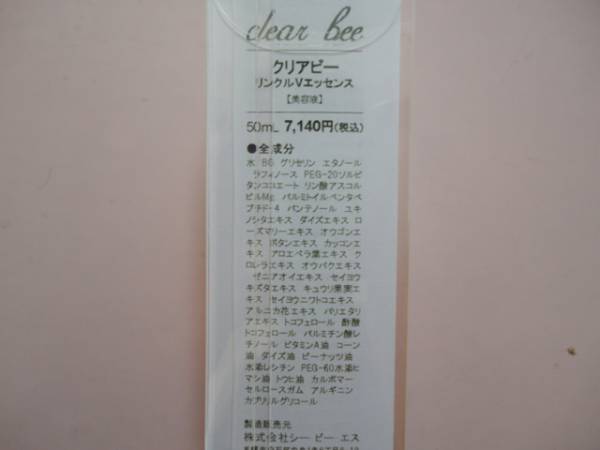 clear bee
クリアビー
リンクルVエッセンス
【美容液】
50mL 7,140円(税込)
●全成分
水 BG グリセリン エタノール
ラフィノース PEG-20ソルビ
タンココエート リン酸アスコル
ビルMg パルミトイルペンタペ
プチド-4 パンテノール ユキ
ノシタエキス ダイズエキス ロ
ーズマリーエキス オウゴンエ
キス ボタンエキス カッコンエ
キス アロエベラ葉エキス ク
ロレラエキス オウバクエキス
ゼニアオイエキス セイヨウ
キズタエキス キュウリ果実エ
キス セイヨウニワトコエキス
アルニカ花エキス パリエタリ
アエキス トコフェロール 酢酸
トコフェロール パルミチン酸レ
チノール ビタミンA油 コーン
油 ダイズ油 ピーナッツ油
水添レシチン PEG-60水添ヒ
マシ油 トウヒ油 カルボマー
セルロースガム アルギニン
カプリルグリコール
製造販売元
株式会社シー・ビー・エス